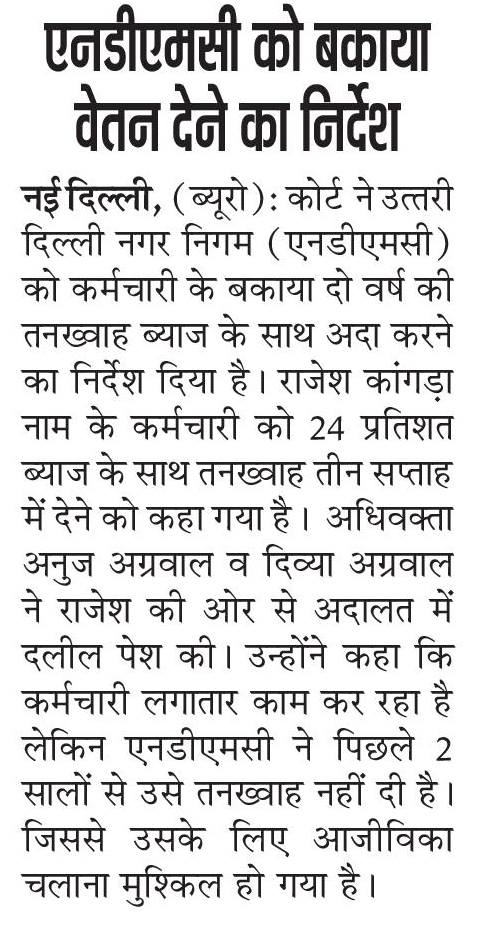 एनडीएमसी को बकाया
वेतन देने का निर्देश
नई दिल्ली, (ब्यूरो): कोर्ट ने उत्तरी
दिल्ली नगर निगम (एनडीएमसी)
को कर्मचारी के बकाया दो वर्ष की
तनख्वाह ब्याज के साथ अदा करने
का निर्देश दिया है। राजेश कांगड़ा
नाम के कर्मचारी को 24 प्रतिशत
ब्याज के साथ तनख्वाह तीन सप्ताह
में देने को कहा गया है। अधिवक्ता
अनुज अग्रवाल व दिव्या अग्रवाल
ने राजेश की ओर से अदालत में
दलील पेश की। उन्होंने कहा कि
कर्मचारी लगातार काम कर रहा है
लेकिन एनडीएमसी ने पिछले 2
सालों से उसे तनख्वाह नहीं दी है।
जिससे उसके लिए आजीविका
चलाना मुश्किल हो गया है।